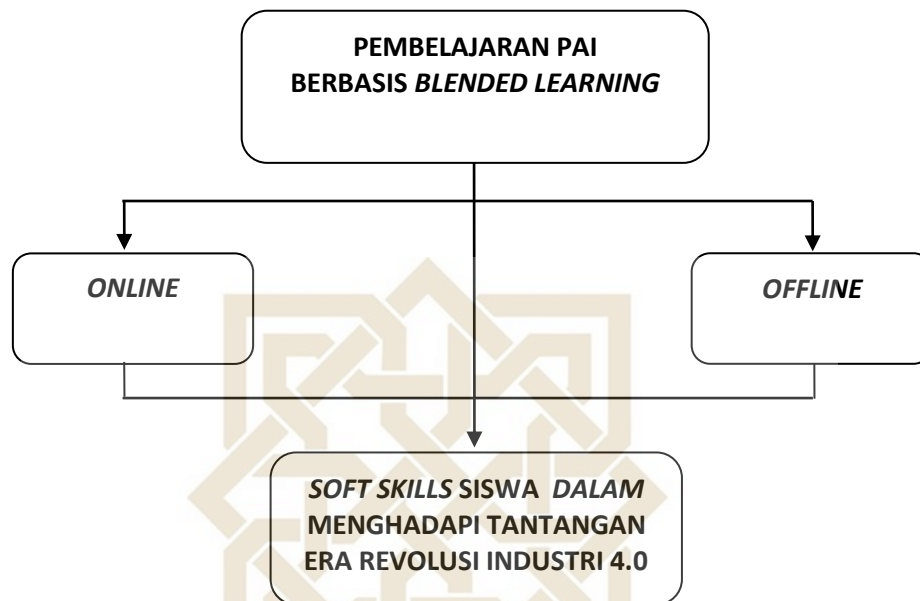 PEMBELAJARAN PAI
BERBASIS BLENDED LEARNING
ONLINE
OFFLINE
SOFT SKILLS SISWA DALAM
MENGHADAPI TANTANGAN
ERA REVOLUSI INDUSTRI 4.0